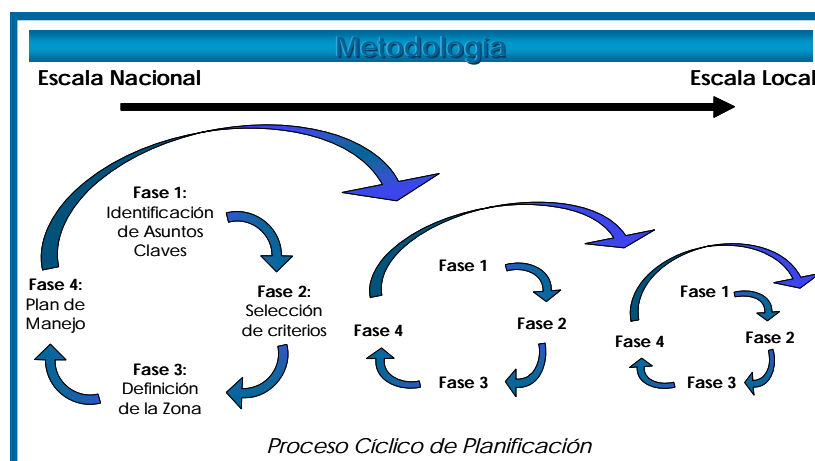 Metodología
Escala Nacional
Escala Local
Fase 1:
Identificación
de Asuntos
Claves
Fase 2:
Selección
de criterios
Fase 3:
Definición
de la Zona
Fase 4:
Plan de
Manejo
Fase 1
Fase 2
Fase 3
Fase 4
Fase 1
Fase 2
Fase 3
Fase 4
Proceso Cíclico de Planificación